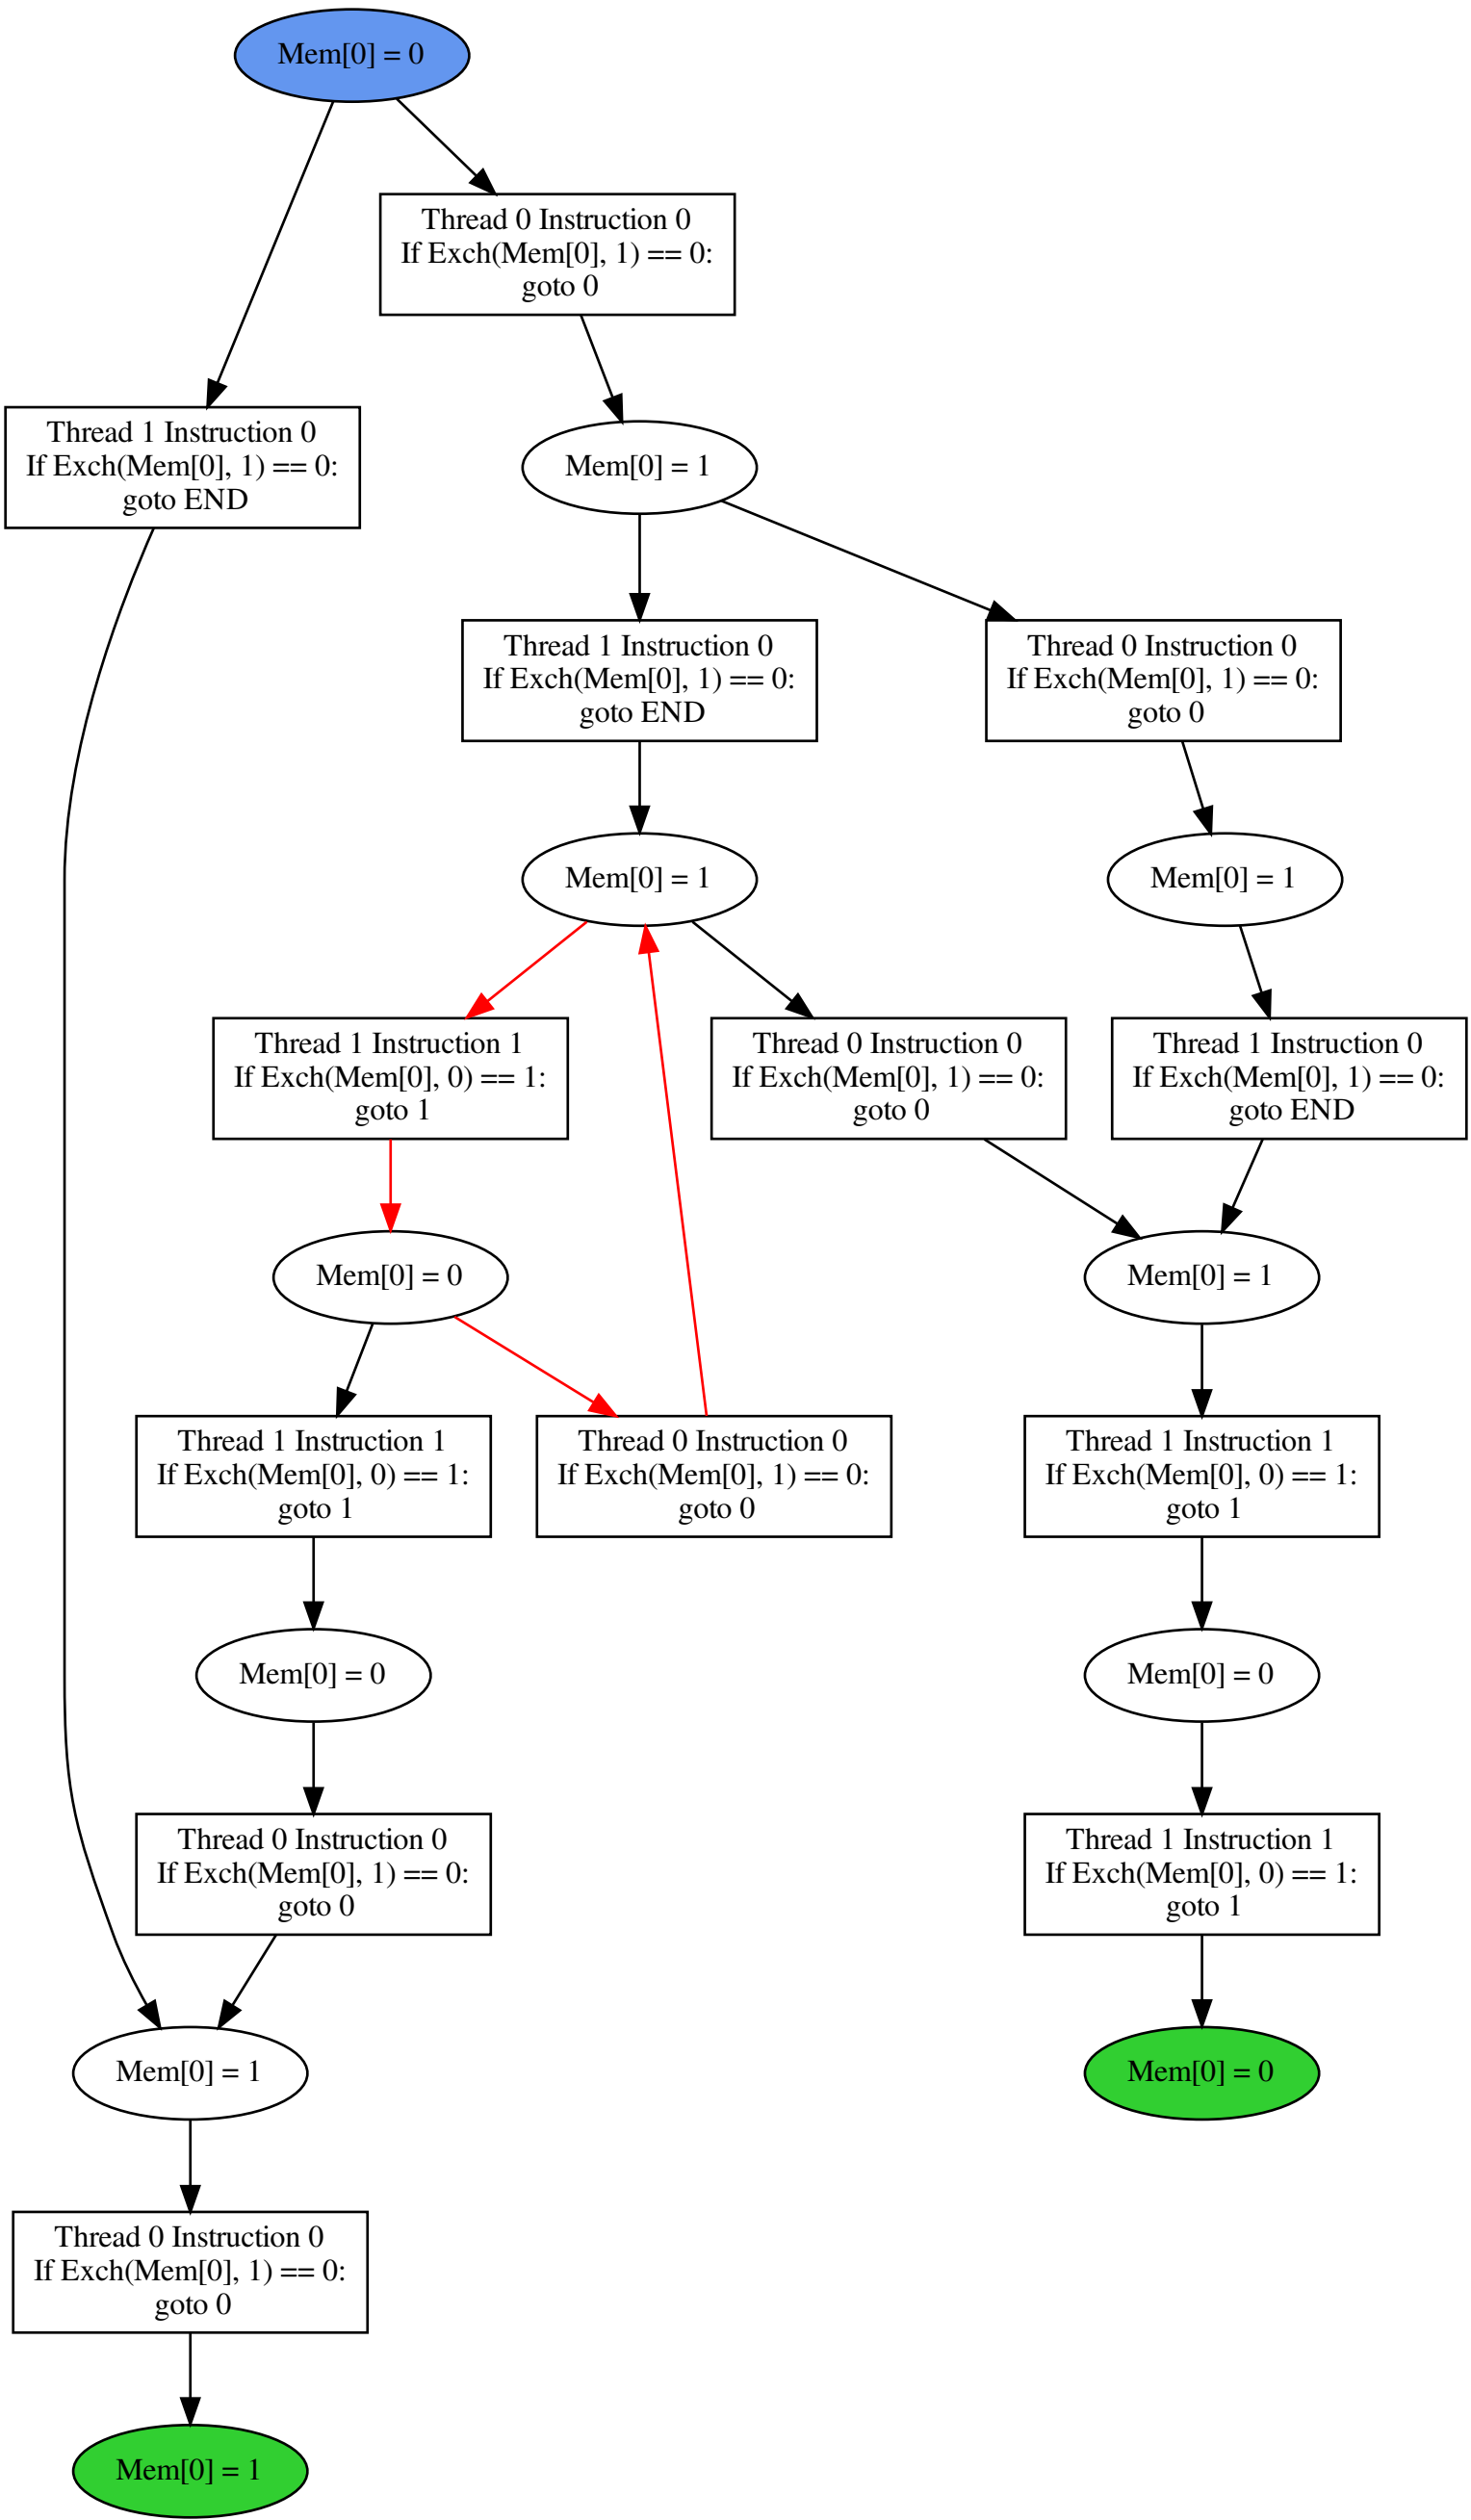 Mem[0] = 0
Thread 0 Instruction 0
If Exch(Mem[0], 1) == 0:
goto 0
Thread 1 Instruction 0
If Exch(Mem[0], 1) == 0:
goto END
Mem[0] = 1
Thread 1 Instruction 0
If Exch(Mem[0], 1) == 0:
goto END
Thread 0 Instruction 0
If Exch(Mem[0], 1) == 0:
goto 0
Mem[0] = 1
Mem[0] = 1
Thread 1 Instruction 1
If Exch(Mem[0], 0) == 1:
goto 1
Thread 0 Instruction 0
If Exch(Mem[0], 1) == 0:
goto 0
Thread 1 Instruction 0
If Exch(Mem[0], 1) == 0:
goto END
Mem[0] = 0
Mem[0] = 1
Thread 1 Instruction 1
If Exch(Mem[0], 0) == 1:
goto 1
Thread 0 Instruction 0
If Exch(Mem[0], 1) == 0:
goto 0
Thread 1 Instruction 1
If Exch(Mem[0], 0) == 1:
goto 1
Mem[0] = 0
Mem[0] = 0
Thread 0 Instruction 0
If Exch(Mem[0], 1) == 0:
goto 0
Thread 1 Instruction 1
If Exch(Mem[0], 0) == 1:
goto 1
Mem[0] = 1
Mem[0] = 0
Thread 0 Instruction 0
If Exch(Mem[0], 1) == 0:
goto 0
Mem[0] = 1